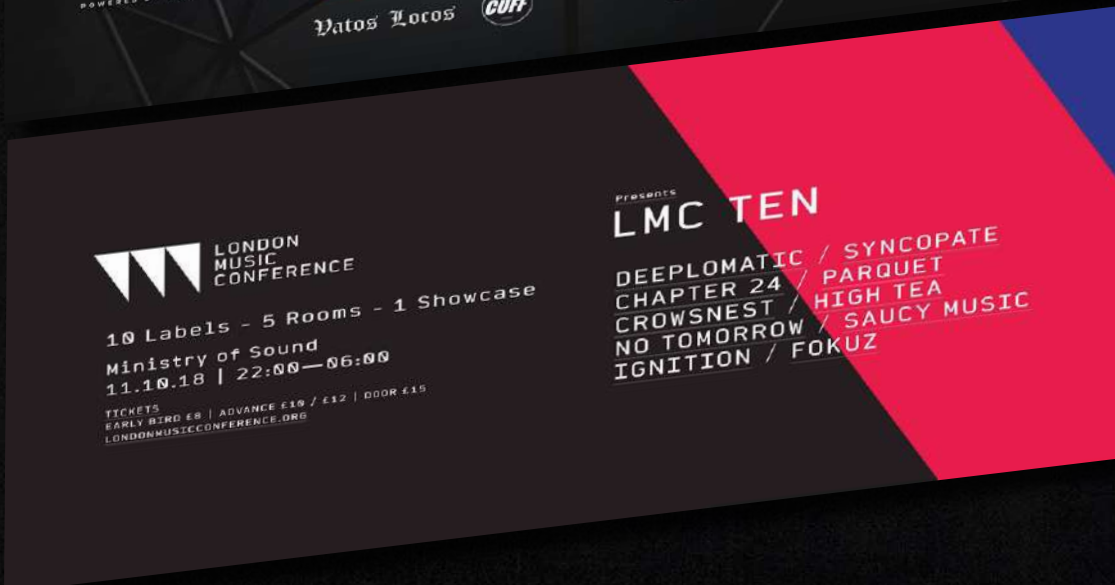 POWERED
Vatos Locos
CUFF
LONDON
MUSIC
CONFERENCE
10 Labels - 5 Rooms - 1 Showcase
Ministry of Sound
11.10.18 | 22:00—06:00
TICKETS
EARLY BIRD £8 | ADVANCE £10 / £12 | DOOR £15
LONDONMUSICCONFERENCE.ORG
Presents
LMC TEN
DEEPLOMATIC / SYNCOPATE
CHAPTER 24 / PARQUET
CROWSNEST / HIGH TEA
NO TOMORROW / SAUCY MUSIC
IGNITION / FOKUZ